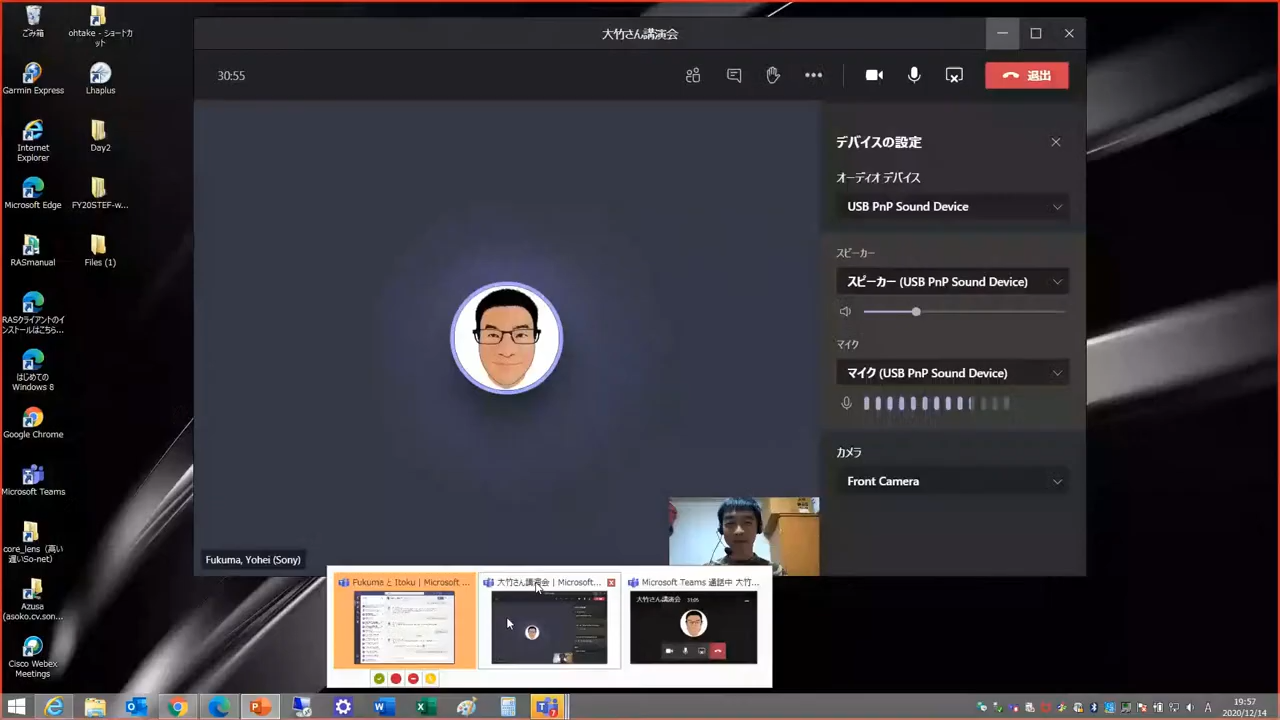 ごみ箱
ohtake - ショートカット
Garmin Express
Lhaplus
Internet Explorer
Day2
Microsoft Edge
FY20STEF-w...
RASmanual
Files (1)
RASクライアントのインストールはこちら...
はじめての Windows 8
Google Chrome
Microsoft Teams
core_lens（高い遅いSo-net）
Azusa (asoko.cv.son...
Cisco Webex Meetings
大竹さん講演会
30:55
退出
デバイスの設定
オーディオ デバイス
USB PnP Sound Device
スピーカー
スピーカー (USB PnP Sound Device)
マイク
マイク (USB PnP Sound Device)
カメラ
Front Camera
Fukuma, Yohei (Sony)
Fukuma と Itoku | Microsoft ...
大竹さん講演会 | Microsoft...
Microsoft Teams 通話中 大竹...
大竹さん講演会
A
19:57
2020/12/14